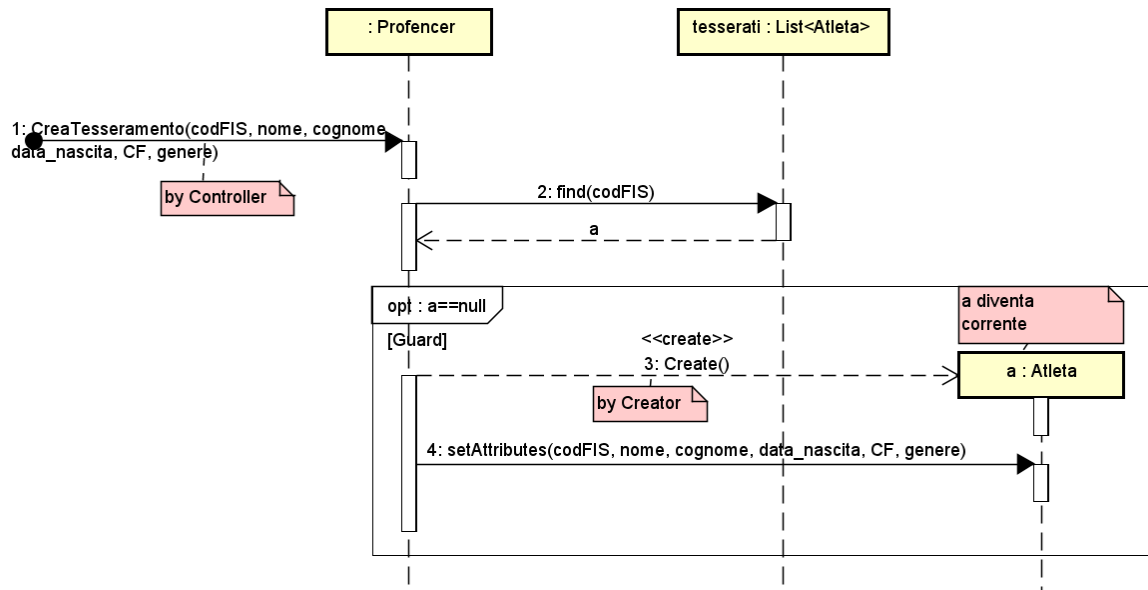 : Profencer
tesserati : List<Atleta>
1: CreaTesseramento(codFIS, nome, cognome,
data_nascita, CF, genere)
by Controller
2: find(codFIS)
a
opt : a==null
[Guard]
a diventa
corrente
<<create>>
3: Create()
a : Atleta
by Creator
4: setAttributes(codFIS, nome, cognome, data_nascita, CF, genere)